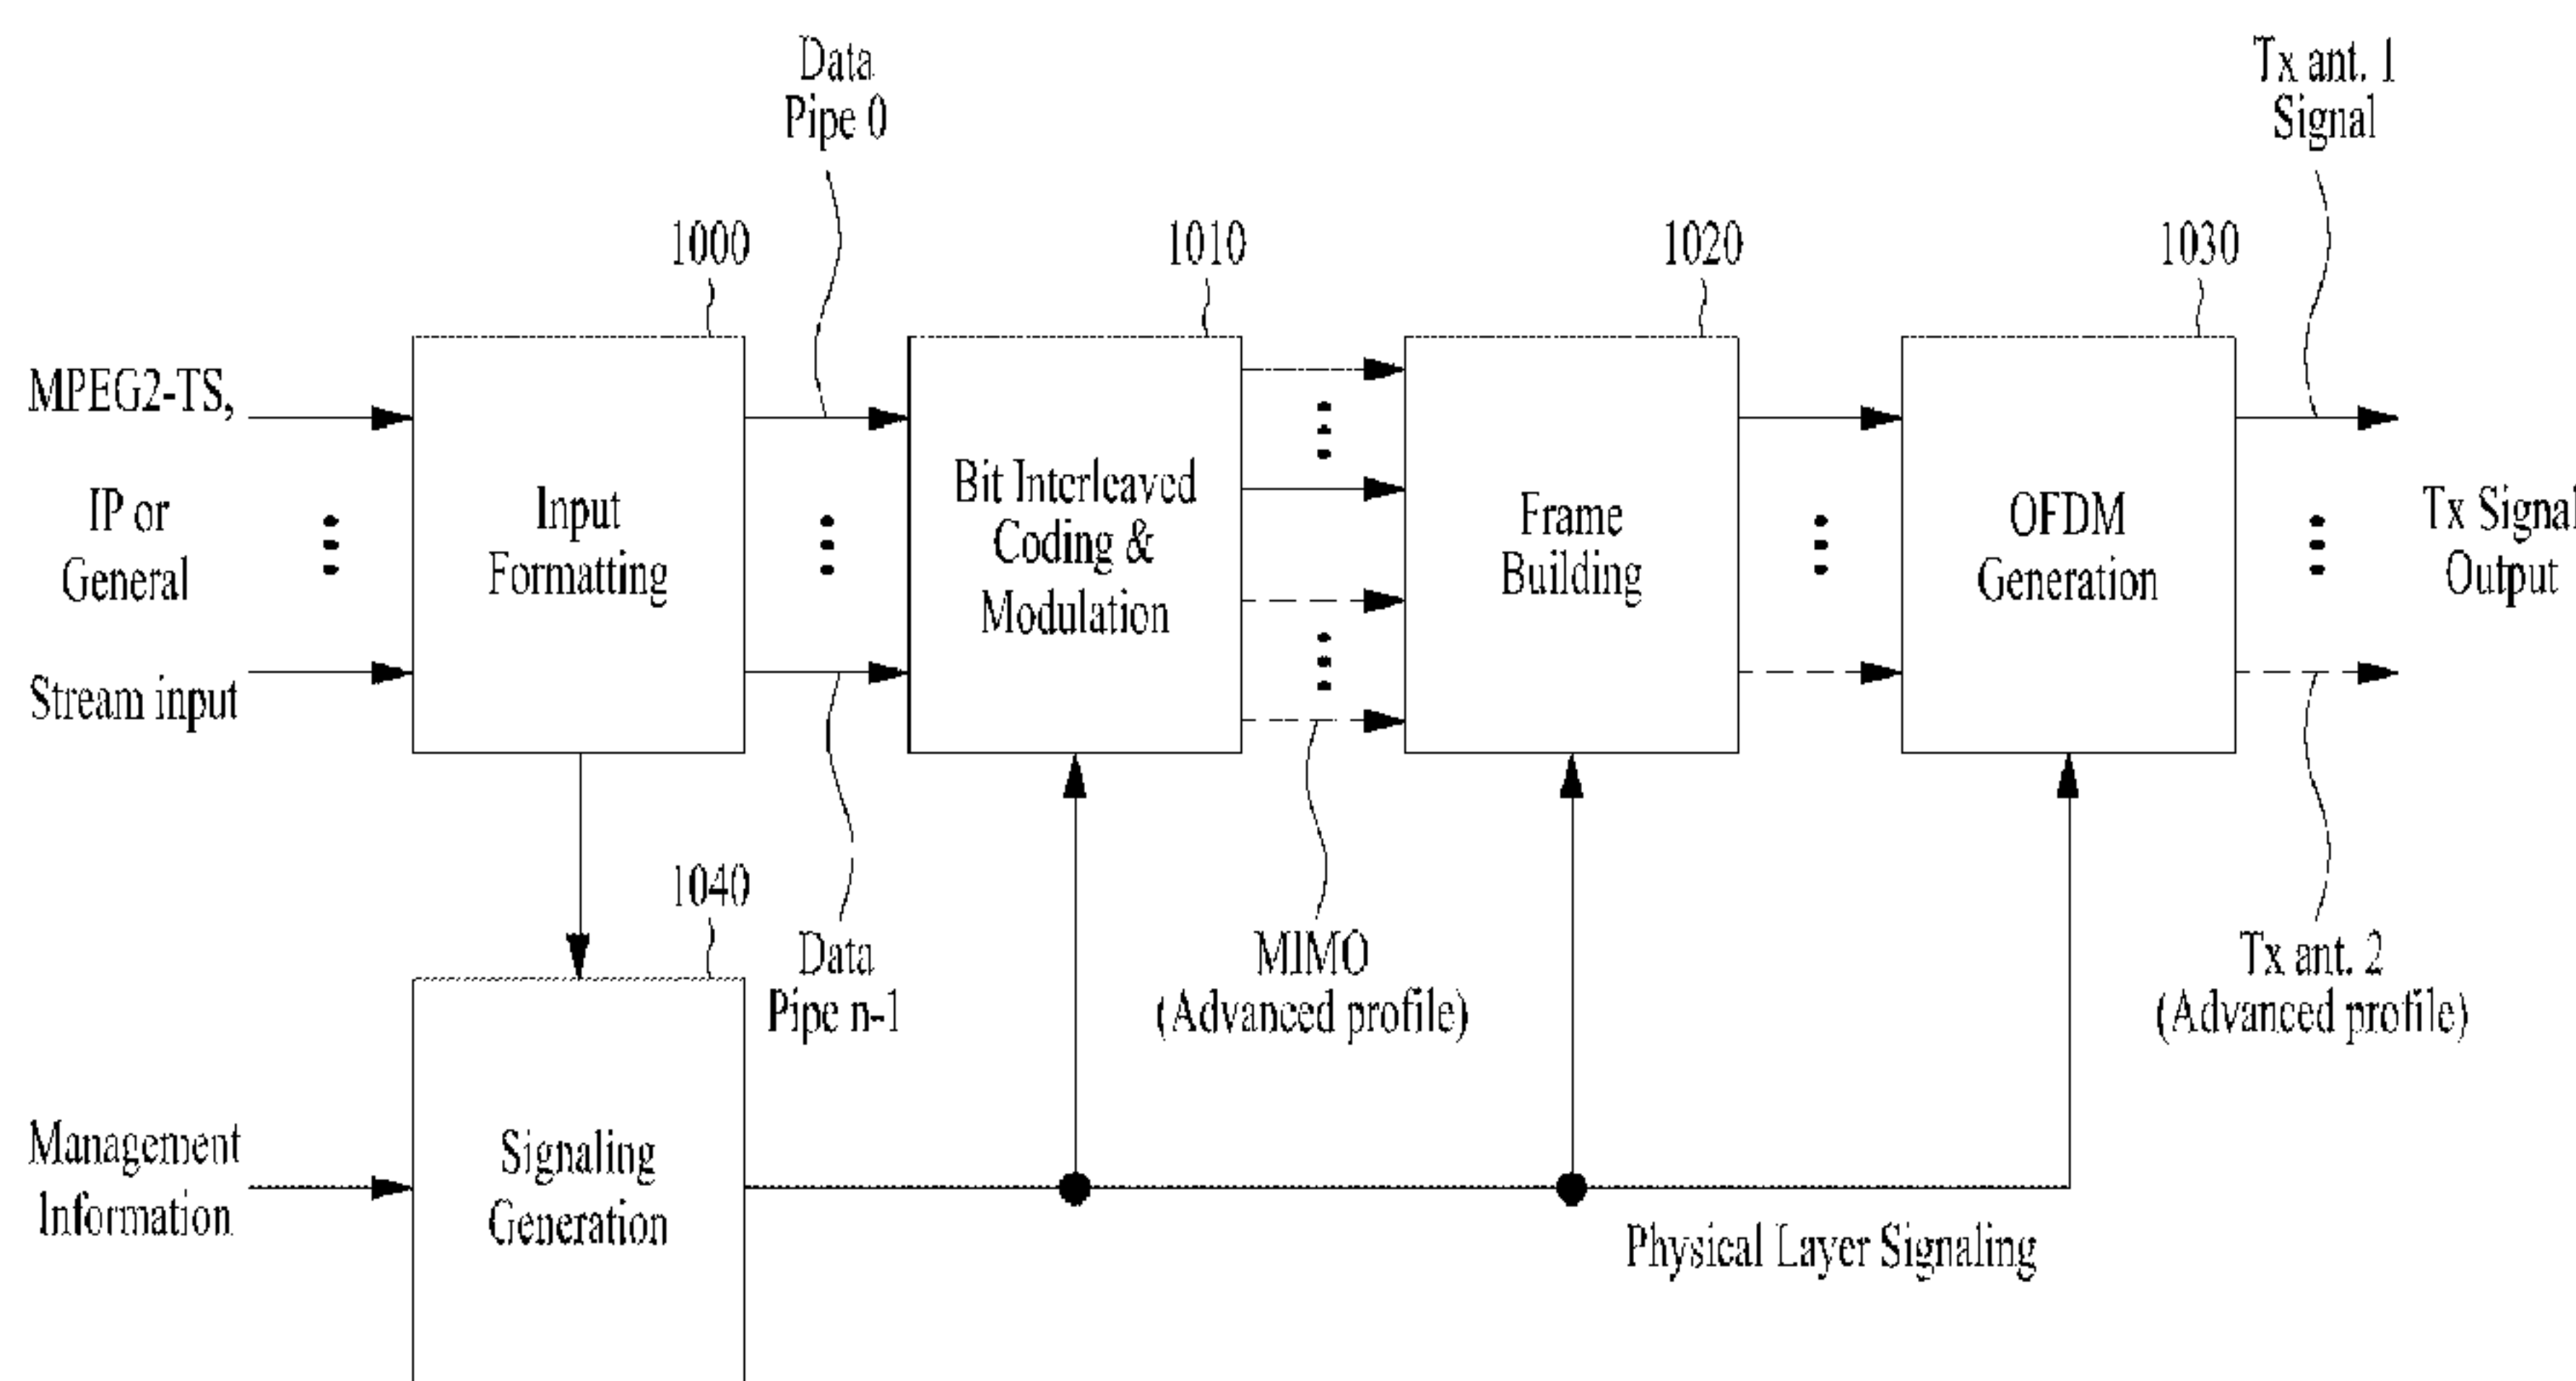 Data
Pipe 0
Tx ant. 1
Signal
1000
1010
1020
1030
MPEG2-TS,
IP or
General
Stream input
Input
Formatting
Bit Interleaved
Coding &
Modulation
Frame
Building
OFDM
Generation
Tx Signal
Output
1040
Data
Pipe n-1
MIMO
(Advanced profile)
Tx ant. 2
(Advanced profile)
Management
Information
Signaling
Generation
Physical Layer Signaling